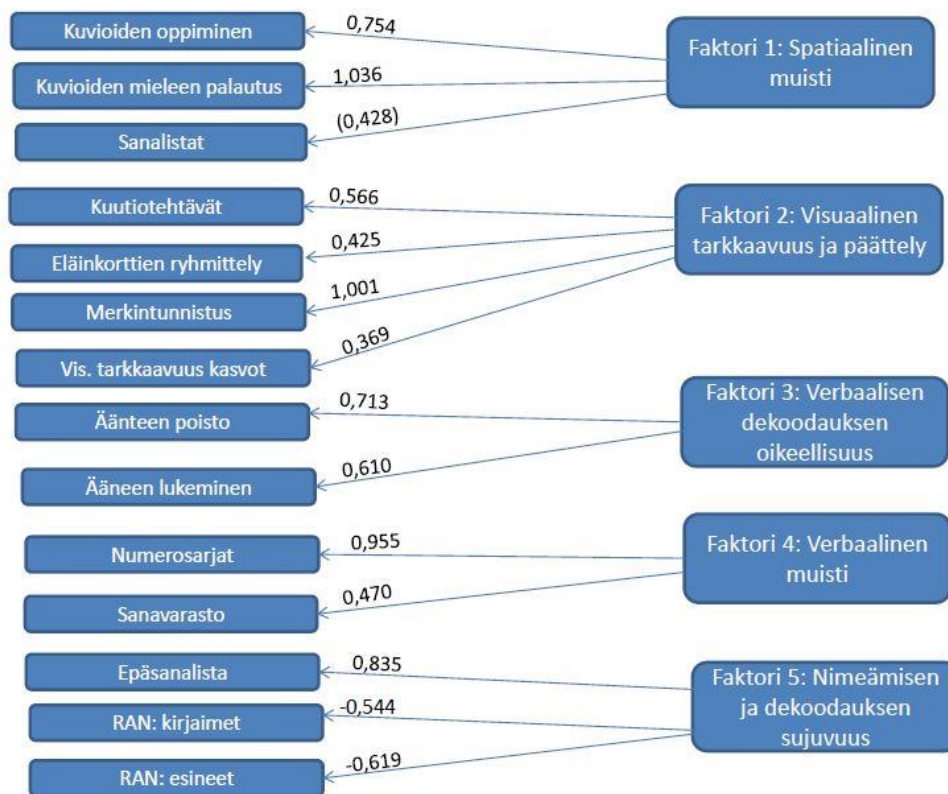 Kuvioiden oppiminen
0,754
Faktori 1: Spatiaalinen
muisti
Kuvioiden mieleen palautus
1,036
Sanalistat
(0,428)
Kuutiotehtävät
0,566
Faktori 2: Visuaalinen
tarkkaavuus ja päättely
Eläinkorttien ryhmittely
0,425
Merkintunnistus
1,001
Vis. tarkkaavuus kasvot
0,369
Äänteen poisto
0,713
Faktori 3: Verbaalisen
dekoodauksen
oikeellisuus
Ääneen lukeminen
0,610
Numerosarjat
0,955
Faktori 4: Verbaalinen
muisti
Sanavarasto
0,470
Epäsanalista
0,835
Faktori 5: Nimeämisen
ja dekoodauksen
sujuvuus
RAN: kirjaimet
-0,544
RAN: esineet
-0,619